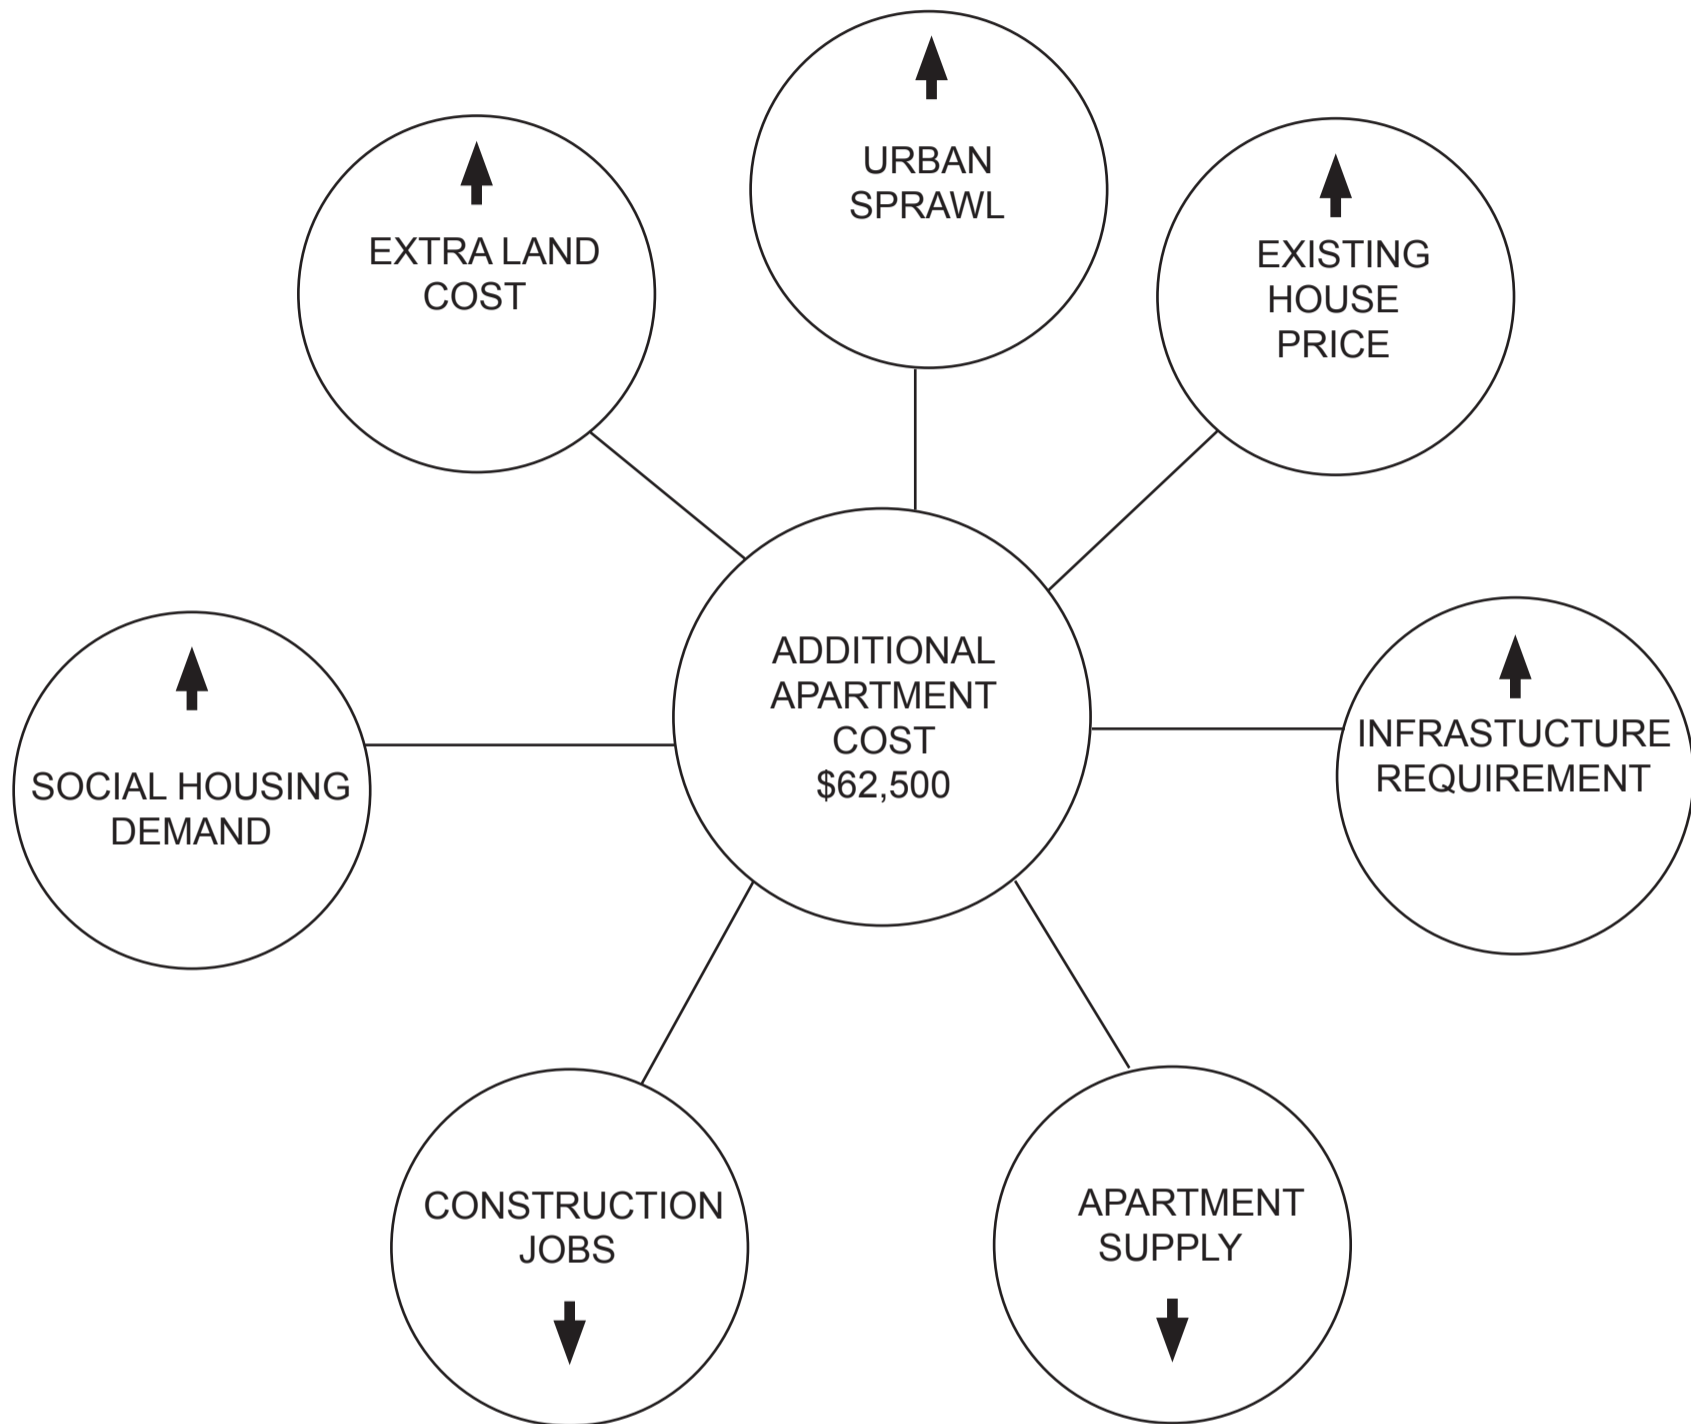 URBAN
SPRAWL
EXTRA LAND
COST
EXISTING
HOUSE
PRICE
ADDITIONAL
APARTMENT
COST
$62,500
SOCIAL HOUSING
DEMAND
INFRASTUCTURE
REQUIREMENT
CONSTRUCTION
JOBS
APARTMENT
SUPPLY